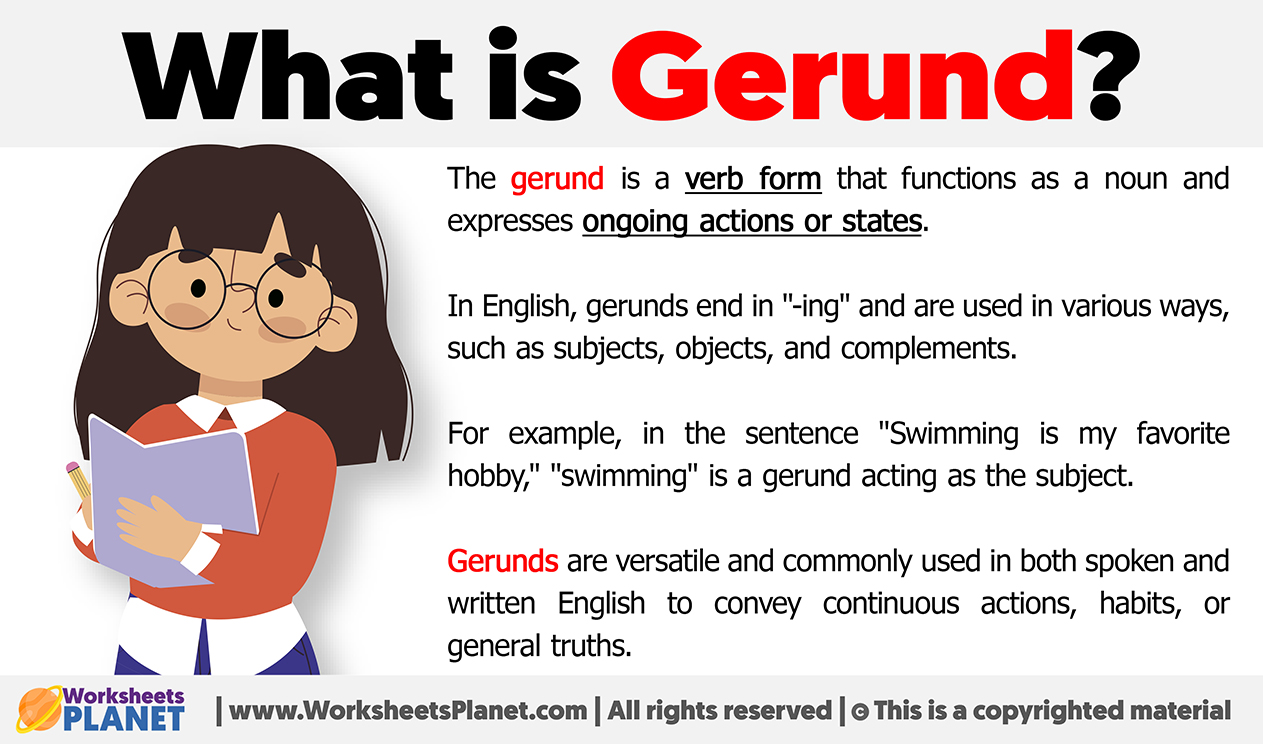 What is Gerund?
The gerund is a verb form that functions as a noun and
expresses ongoing actions or states.
In English, gerunds end in "-ing" and are used in various ways,
such as subjects, objects, and complements.
For example, in the sentence "Swimming is my favorite
hobby," "swimming" is a gerund acting as the subject.
Gerunds are versatile and commonly used in both spoken and
written English to convey continuous actions, habits, or
general truths.
Worksheets
PLANET
| www.WorksheetsPlanet.com | All rights reserved | © This is a copyrighted material